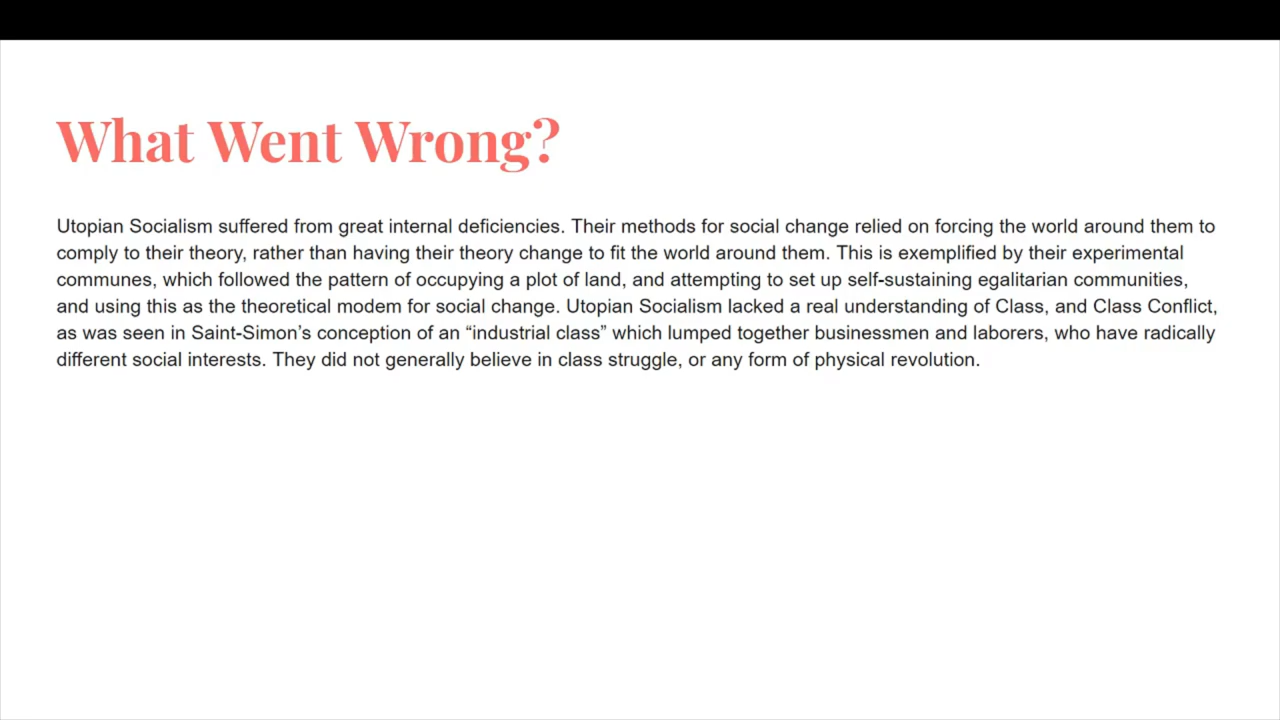 What Went Wrong?
Utopian Socialism suffered from great internal deficiencies. Their methods for social change relied on forcing the world around them to
comply to their theory, rather than having their theory change to fit the world around them. This is exemplified by their experimental
communes, which followed the pattern of occupying a plot of land, and attempting to set up self-sustaining egalitarian communities,
and using this as the theoretical modem for social change. Utopian Socialism lacked a real understanding of Class, and Class Conflict,
as was seen in Saint-Simon’s conception of an “industrial class” which lumped together businessmen and laborers, who have radically
different social interests. They did not generally believe in class struggle, or any form of physical revolution.